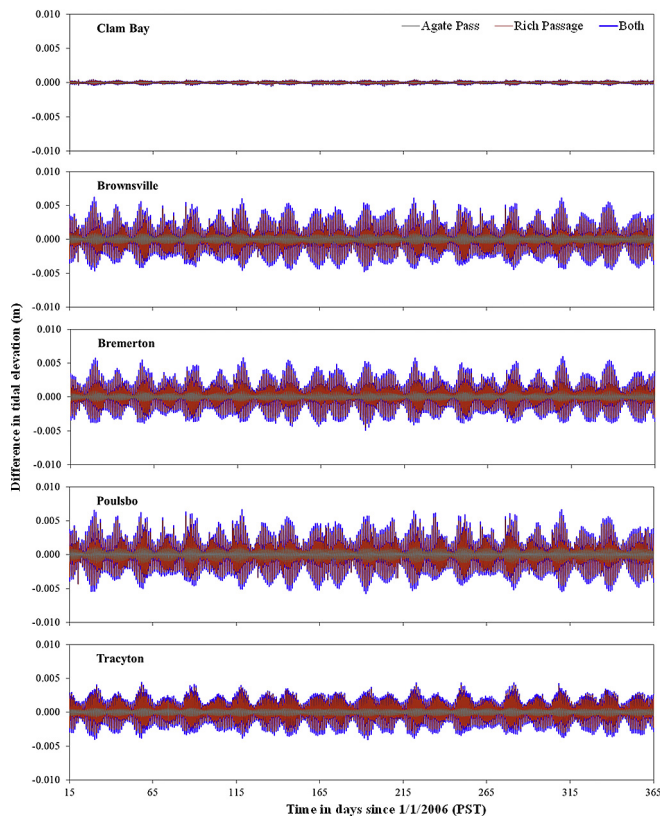 0.010
Clam Bay
Agate Pass Rich Passage Both
0.005
0.000
-0.005
-0.010
0.010
Brownsville
0.005
0.000
-0.005
-0.010
0.010
Bremerton
0.005
0.000
-0.005
-0.010
0.010
Poulsbo
0.005
0.000
-0.005
-0.010
0.010
Tracyton
0.005
0.000
-0.005
-0.010
Difference in tidal elevation (m)
15 65 115 165 215 265 315 365
Time in days since 1/1/2006 (PST)